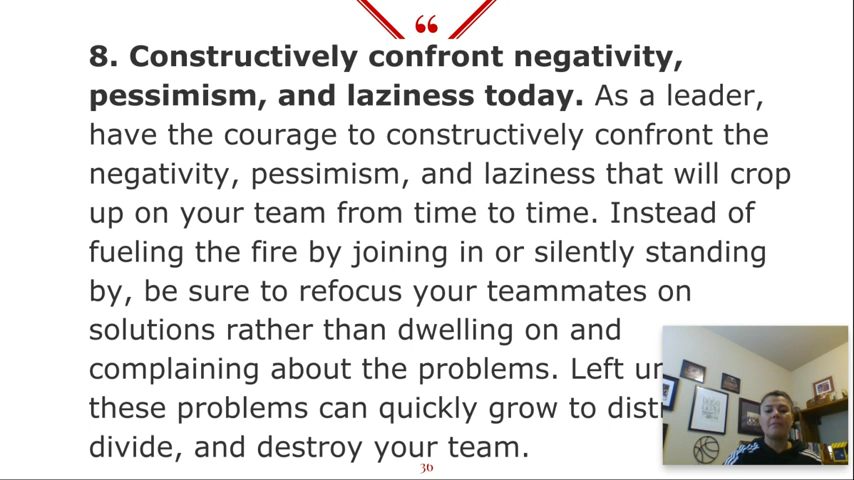 “
8. Constructively confront negativity,
pessimism, and laziness today. As a leader,
have the courage to constructively confront the
negativity, pessimism, and laziness that will crop
up on your team from time to time. Instead of
fueling the fire by joining in or silently standing
by, be sure to refocus your teammates on
solutions rather than dwelling on and
complaining about the problems. Left
these problems can quickly grow to
divide, and destroy your team.
36